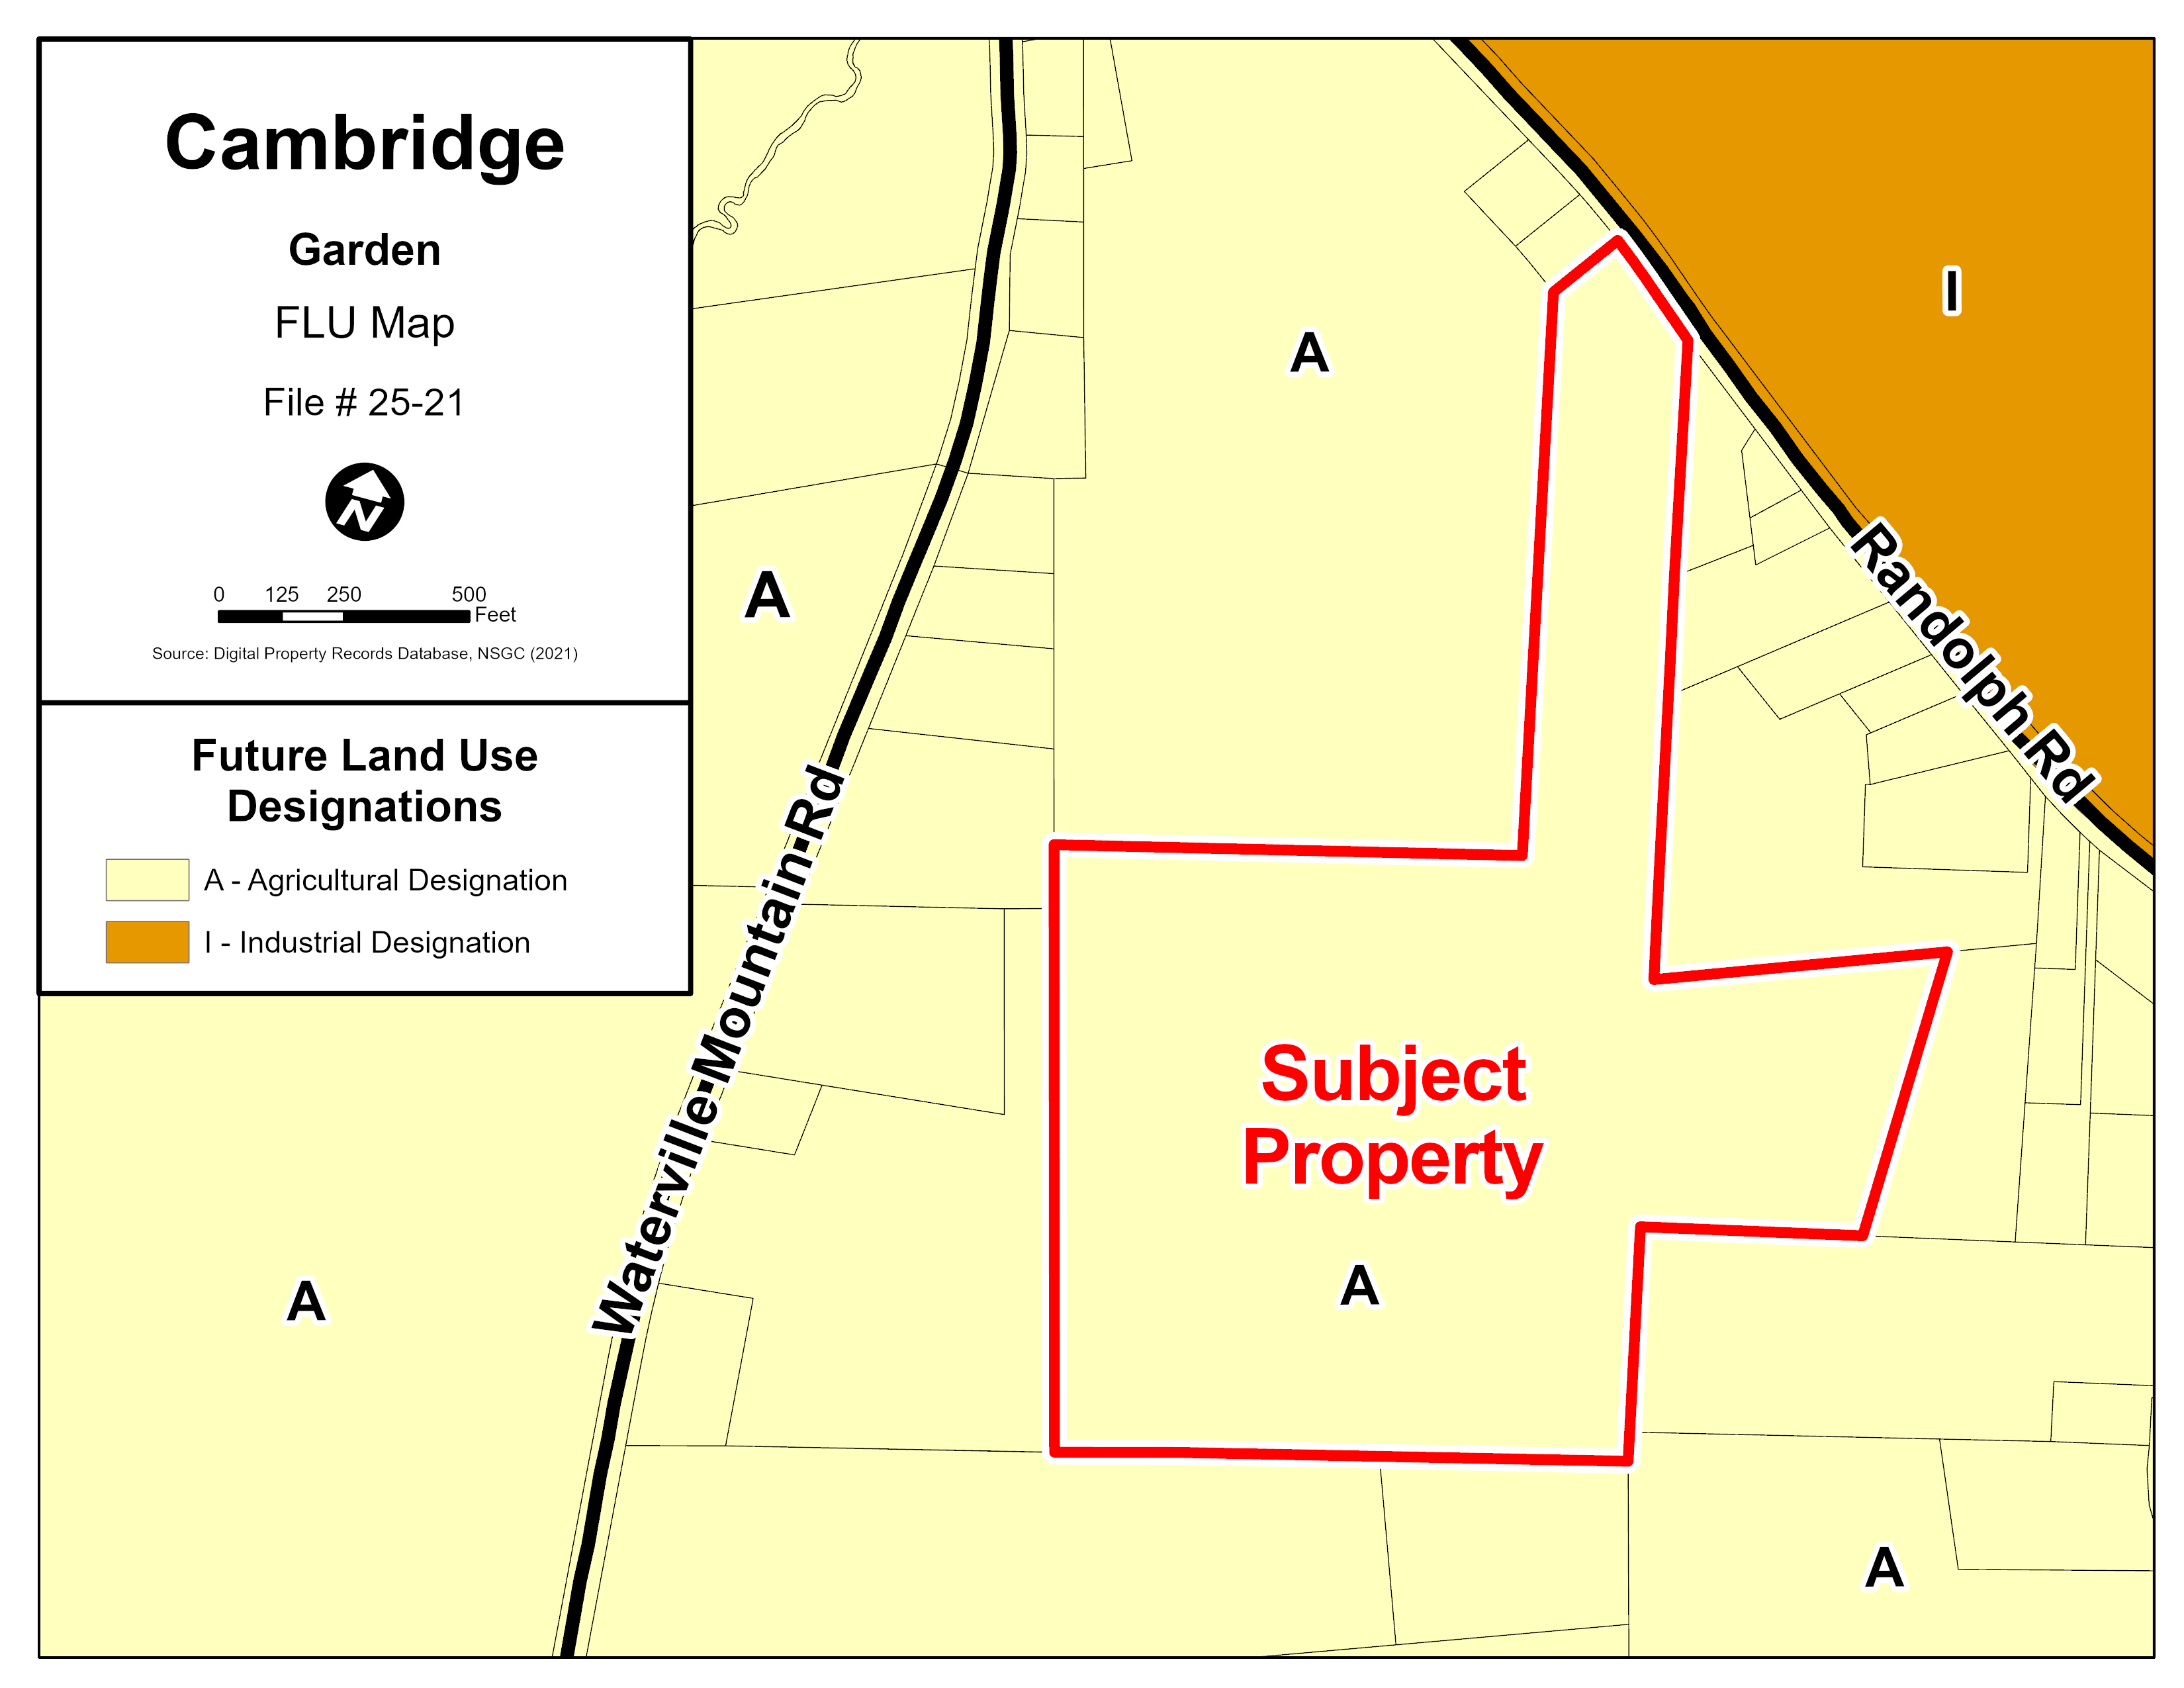 Cambridge
Garden
FLU Map
File # 25-21
N
0 125 250 500
Feet
Source: Digital Property Records Database, NSGC (2021)
Future Land Use
Designations
A - Agricultural Designation
I - Industrial Designation
I
A
A
Randolph Rd
Waterville Mountain Rd
Subject
Property
A
A
A